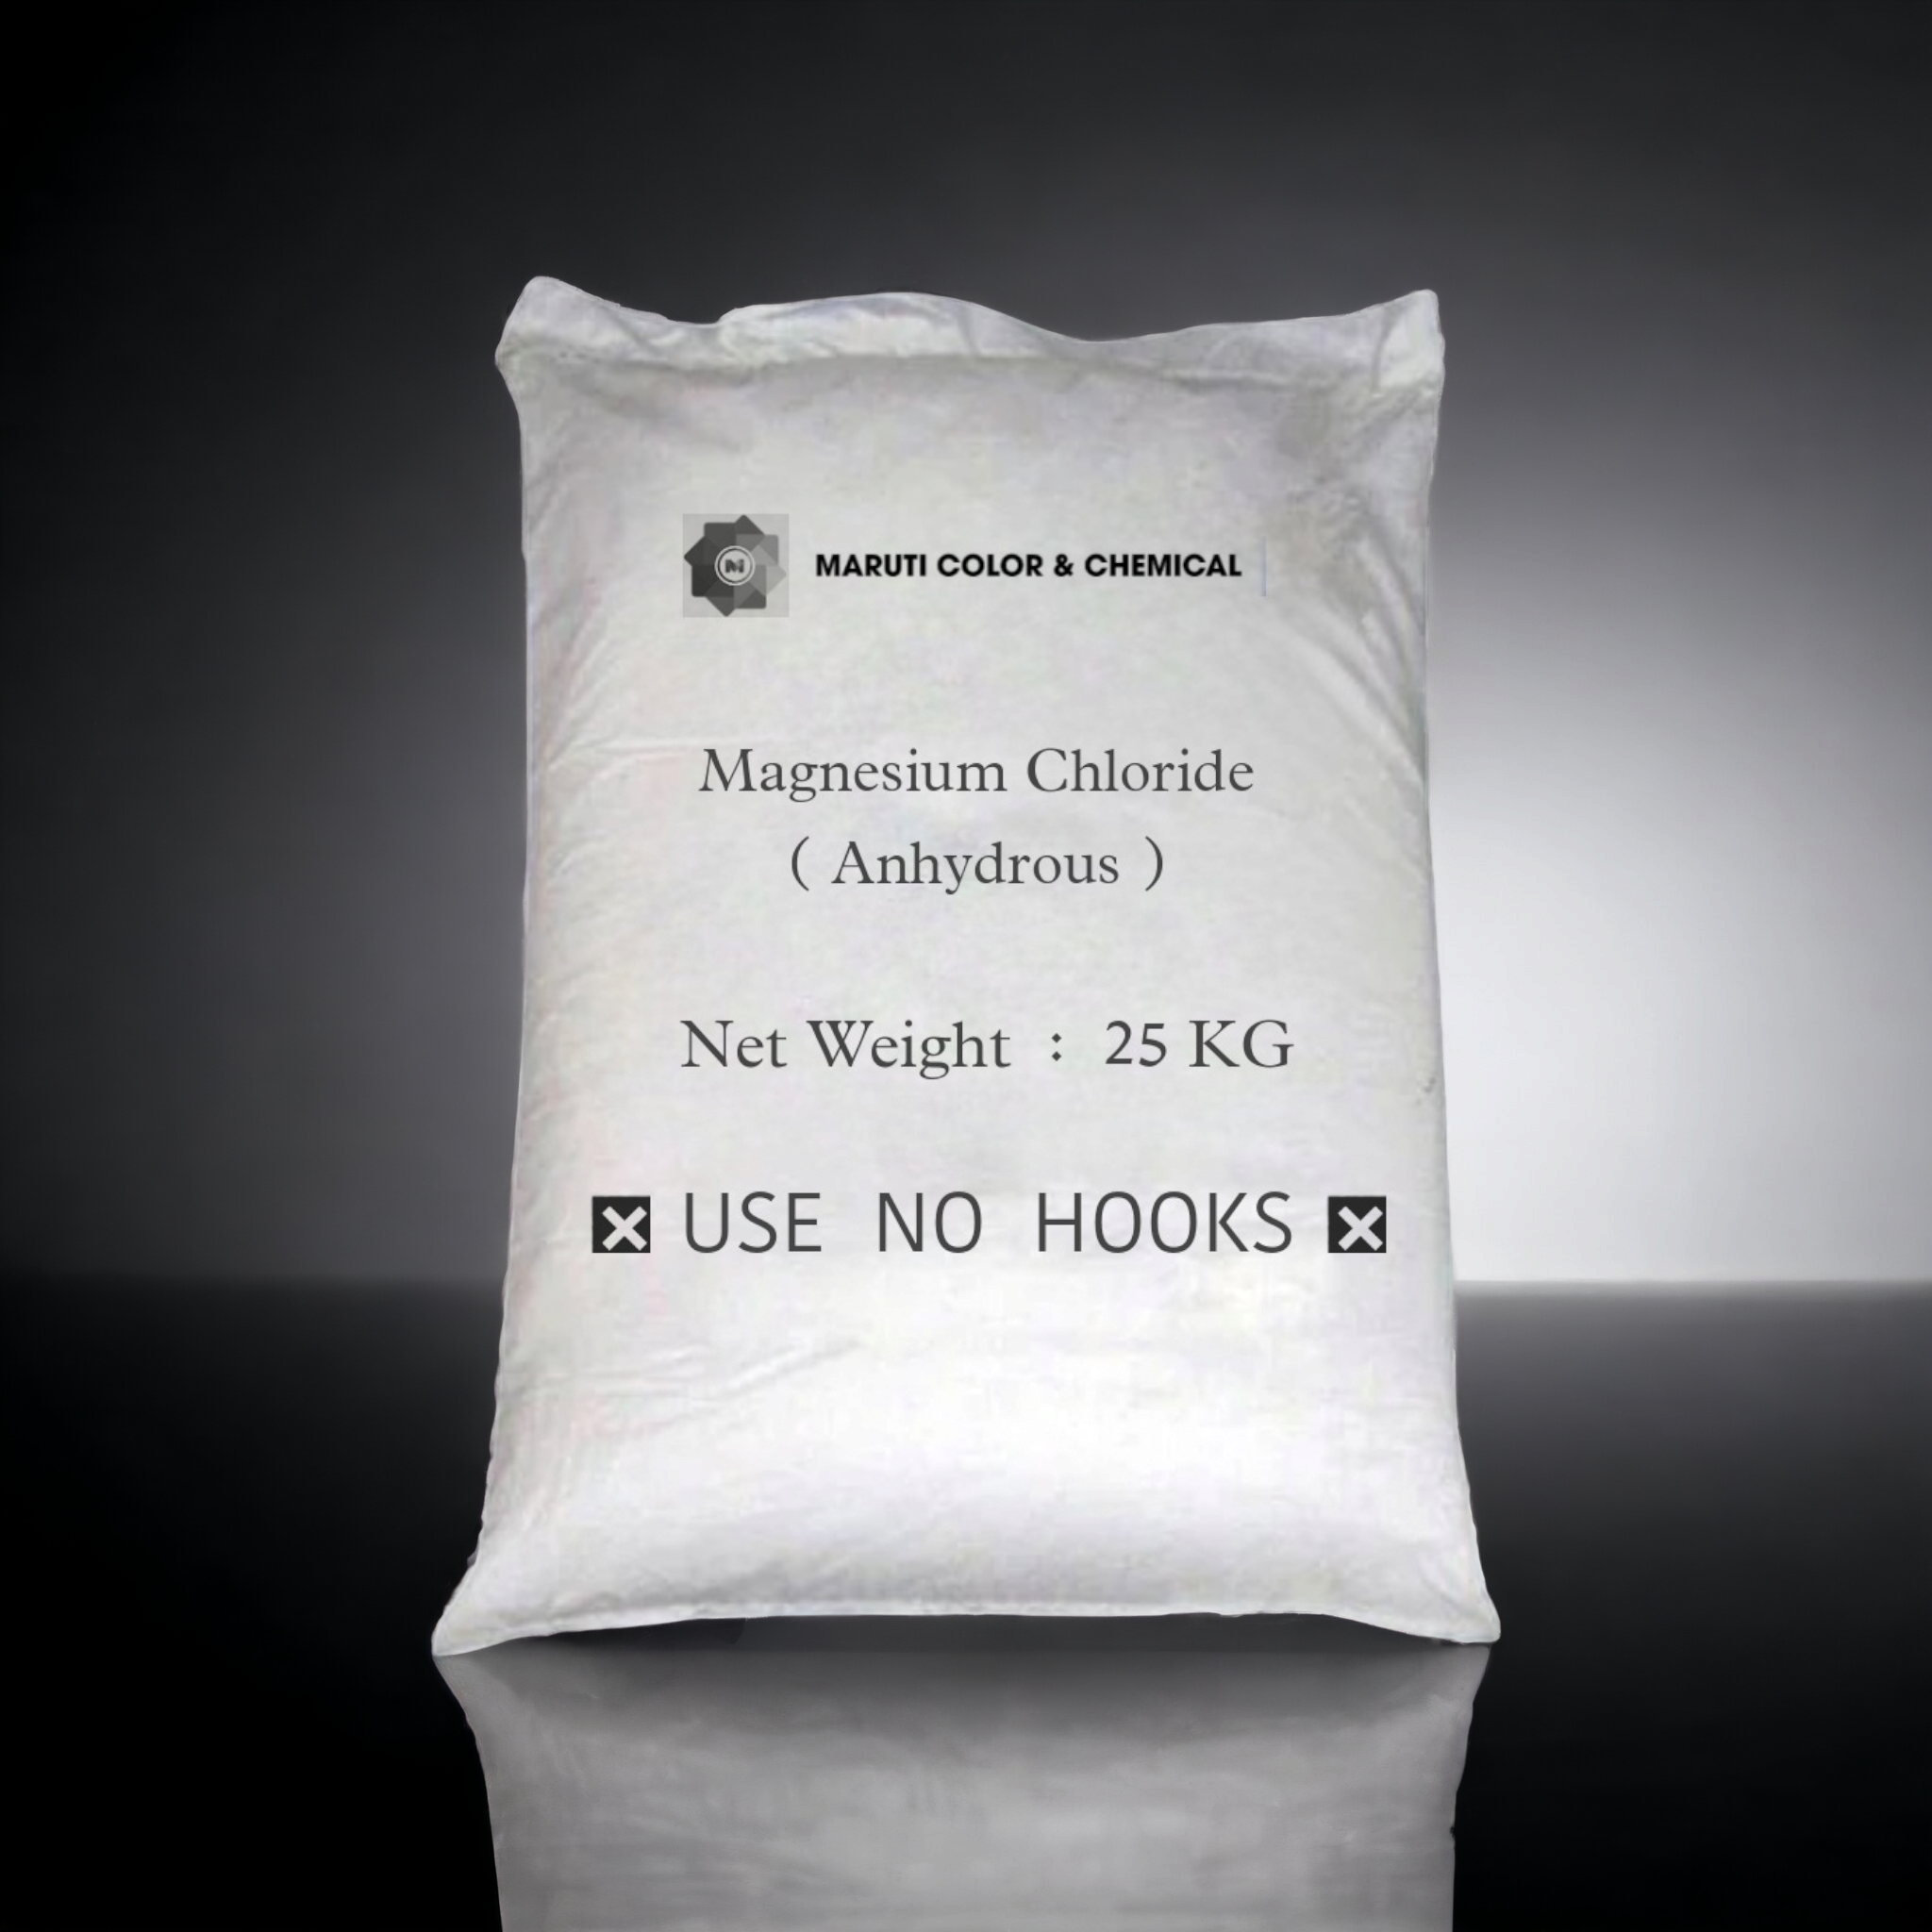 M
MARUTI COLOR & CHEMICAL
Magnesium Chloride
( Anhydrous )
Net Weight : 25 KG
USE NO HOOKS